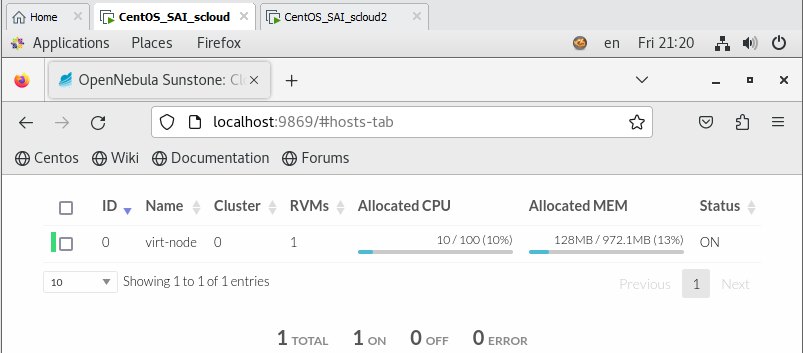 Home CentOS_SAI_scloud CentOS_SAI_scloud2
Applications Places Firefox en Fri 21:20
OpenNebula Sunstone: Cl
localhost:9869/#hosts-tab
Centos Wiki Documentation Forums
ID Name Cluster RVMs Allocated CPU Allocated MEM Status
0 virt-node 0 1 10 / 100 (10%) 128MB / 972.1MB (13%) ON
10 Showing 1 to 1 of 1 entries Previous 1 Next
1 TOTAL 1 ON 0 OFF 0 ERROR